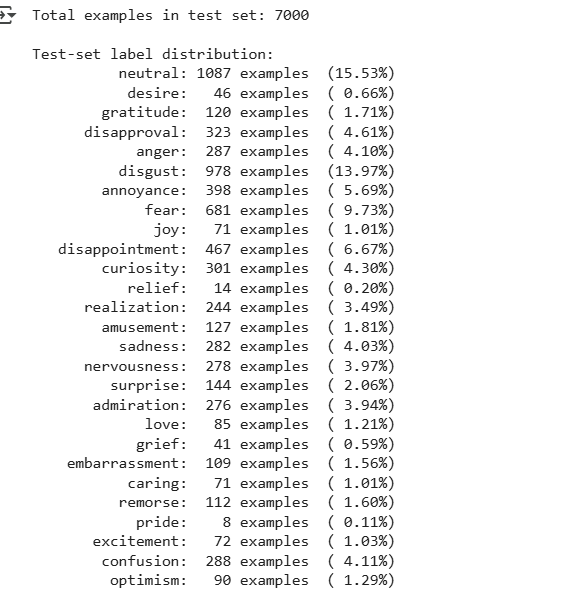 Total examples in test set: 7000
Test-set label distribution:
neutral: 1087 examples (15.53%)
desire: 46 examples ( 0.66%)
gratitude: 120 examples ( 1.71%)
disapproval: 323 examples ( 4.61%)
anger: 287 examples ( 4.10%)
disgust: 978 examples (13.97%)
annoyance: 398 examples ( 5.69%)
fear: 681 examples ( 9.73%)
joy: 71 examples ( 1.01%)
disappointment: 467 examples ( 6.67%)
curiosity: 301 examples ( 4.30%)
relief: 14 examples ( 0.20%)
realization: 244 examples ( 3.49%)
amusement: 127 examples ( 1.81%)
sadness: 282 examples ( 4.03%)
nervousness: 278 examples ( 3.97%)
surprise: 144 examples ( 2.06%)
admiration: 276 examples ( 3.94%)
love: 85 examples ( 1.21%)
grief: 41 examples ( 0.59%)
embarrassment: 109 examples ( 1.56%)
caring: 71 examples ( 1.01%)
remorse: 112 examples ( 1.60%)
pride: 8 examples ( 0.11%)
excitement: 72 examples ( 1.03%)
confusion: 288 examples ( 4.11%)
optimism: 90 examples ( 1.29%)